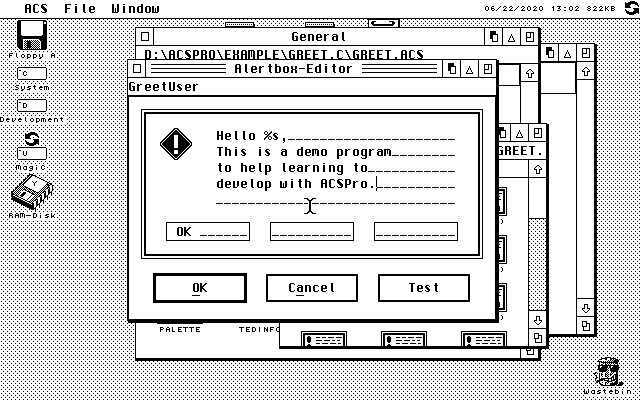 ACS File Window 06/22/2020 13:02 822KB
Floppy A
C
System
D
Development
U
Magic
RAM-Disk
General
D:\ACSPRO\EXAMPLE\GREET.C\GREET.ACS
Alertbox-Editor
GreetUser
Hello %s,
This is a demo program
to help learning to
develop with ACSPro.
OK
OK Cancel Test
GREET.
PALETTE TEDINFO
Wastebin